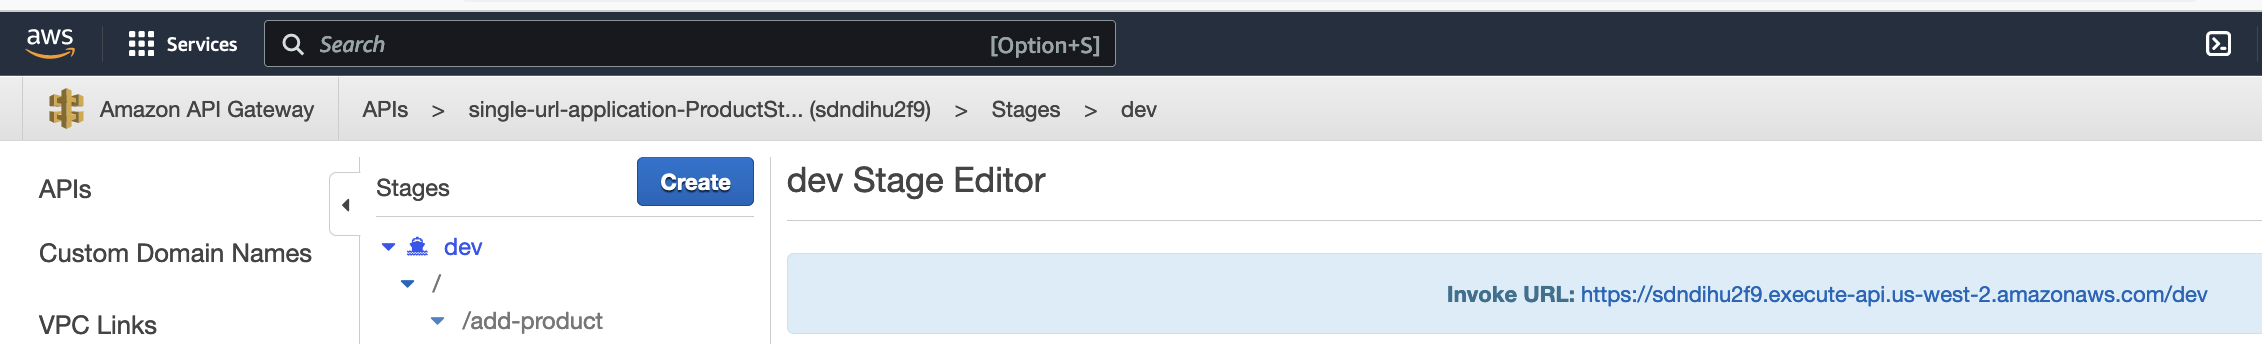 aws Services Search [Option+S]
Amazon API Gateway APIs > single-url-application-ProductSt... (sdndihu2f9) > Stages > dev
APIs
Custom Domain Names
VPC Links
Stages Create
dev
/
/add-product
dev Stage Editor
Invoke URL: https://sdndihu2f9.execute-api.us-west-2.amazonaws.com/dev